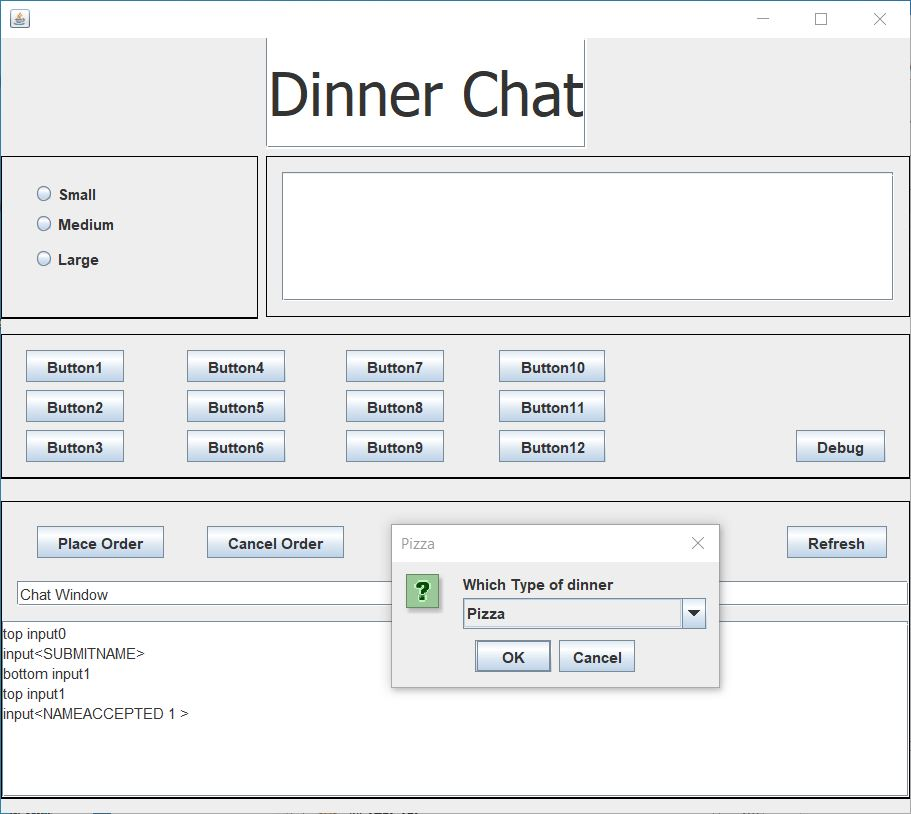 Dinner Chat
Small
Medium
Large
Button1 Button4 Button7 Button10
Button2 Button5 Button8 Button11
Button3 Button6 Button9 Button12 Debug
Place Order Cancel Order Refresh
Pizza
Which Type of dinner
Pizza
OK Cancel
Chat Window
top input0
input<SUBMITNAME>
bottom input1
top input1
input<NAMEACCEPTED 1 >